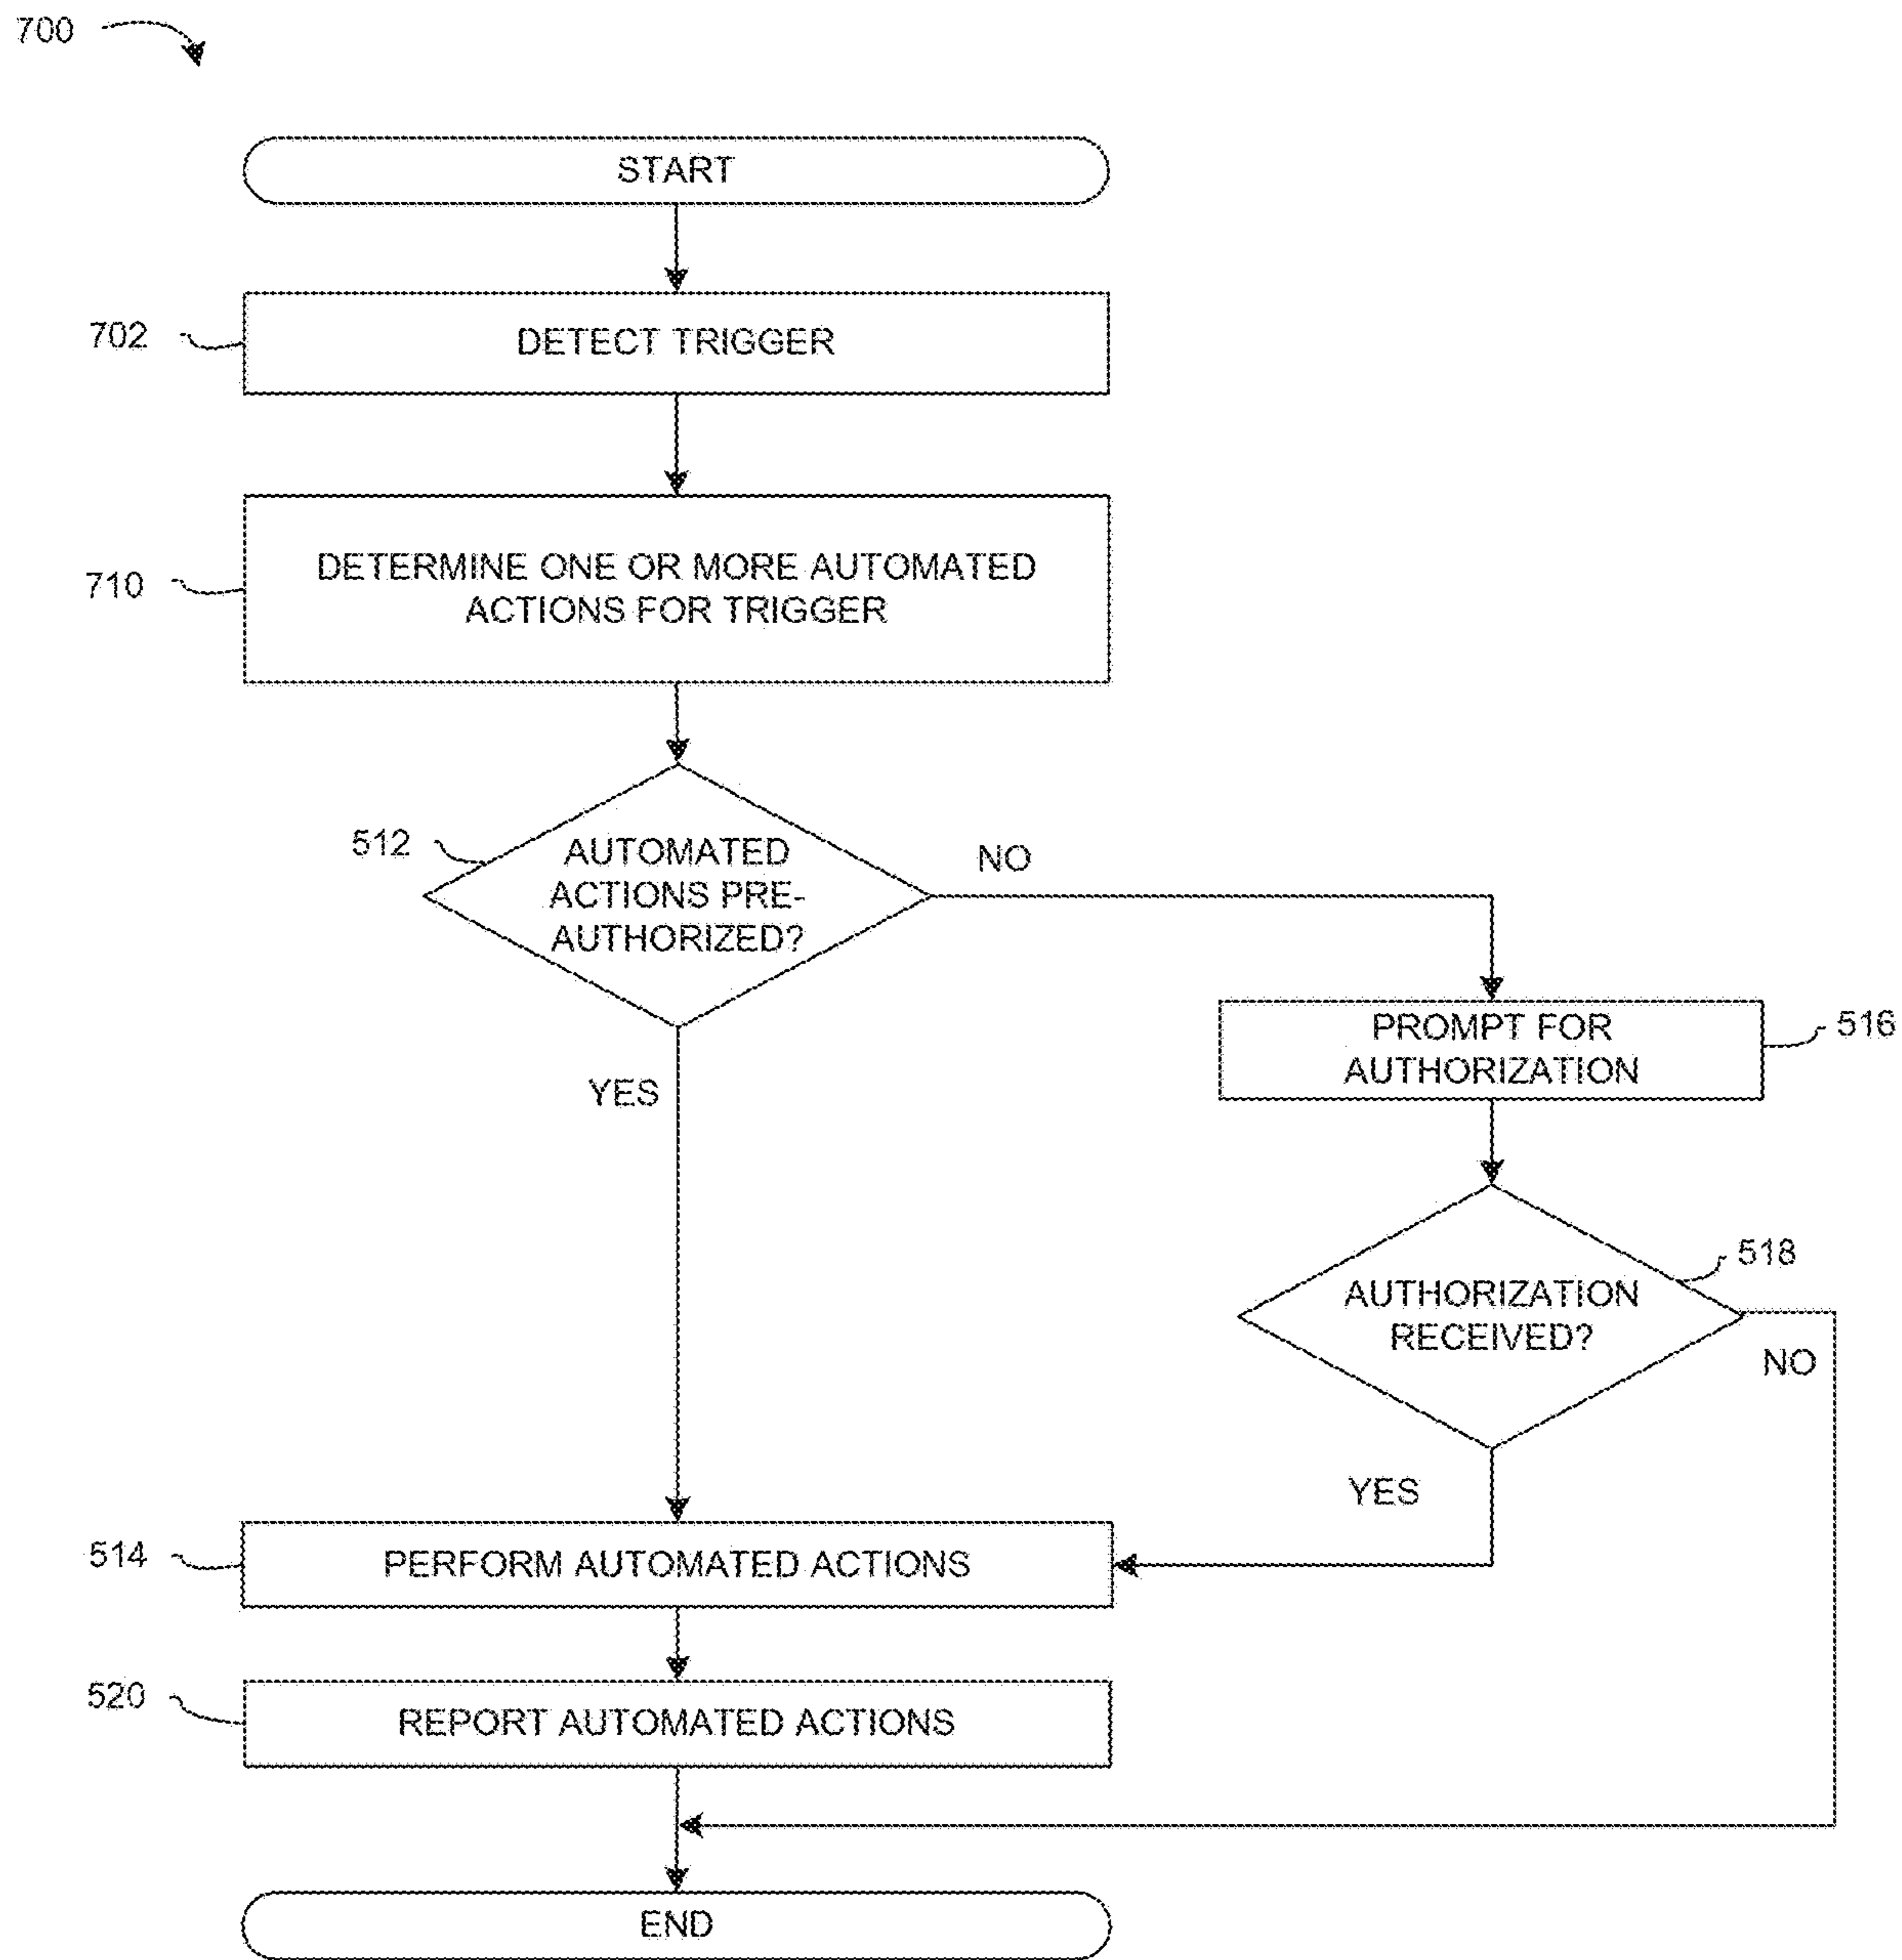 700
START
702
DETECT TRIGGER
710
DETERMINE ONE OR MORE AUTOMATED
ACTIONS FOR TRIGGER
512
AUTOMATED
ACTIONS PRE-
AUTHORIZED?
NO
YES
PROMPT FOR
AUTHORIZATION
516
518
AUTHORIZATION
RECEIVED?
NO
YES
514
PERFORM AUTOMATED ACTIONS
520
REPORT AUTOMATED ACTIONS
END